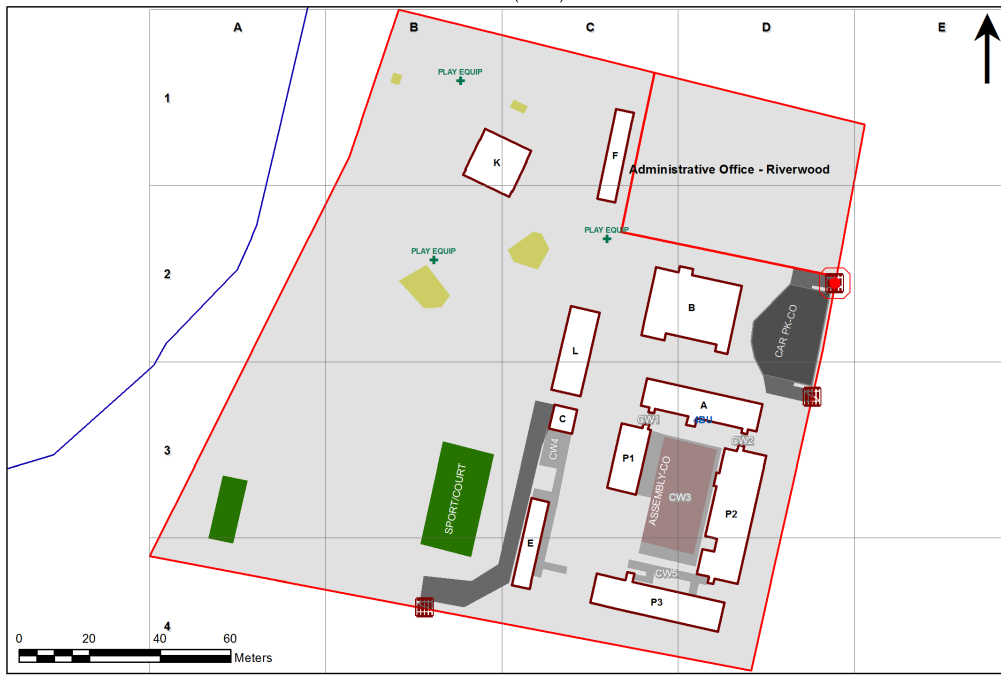 A B C D E
1
PLAY EQUIP
K
F
Administrative Office - Riverwood
PLAY EQUIP
PLAY EQUIP
2
B
CAR PK-CO
L
A
4BU
C
CW1
CW2
CW4
3
P1
SPORT/COURT
ASSEMBLY-CO
CW3
P2
E
CW5
P3
4
0 20 40 60
Meters